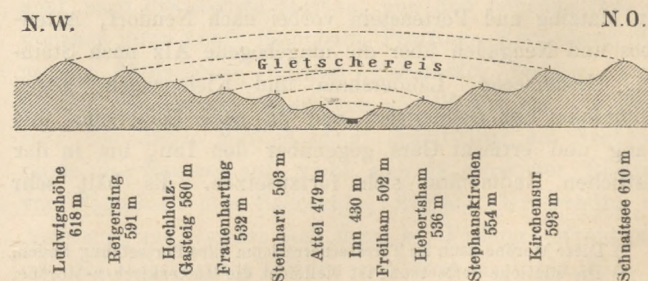 N.W.
N.O.
Gletschereis
Ludwigshöhe
618 m
Reigersing
591 m
Hochholz-
Gasteig 580 m
Frauenharting
532 m
Steinhart 503 m
Attel 479 m
Inn 430 m
Freiham 502 m
Hebertsham
536 m
Stephanskirchen
554 m
Kirchensur
593 m
Schnaitsee 610 m